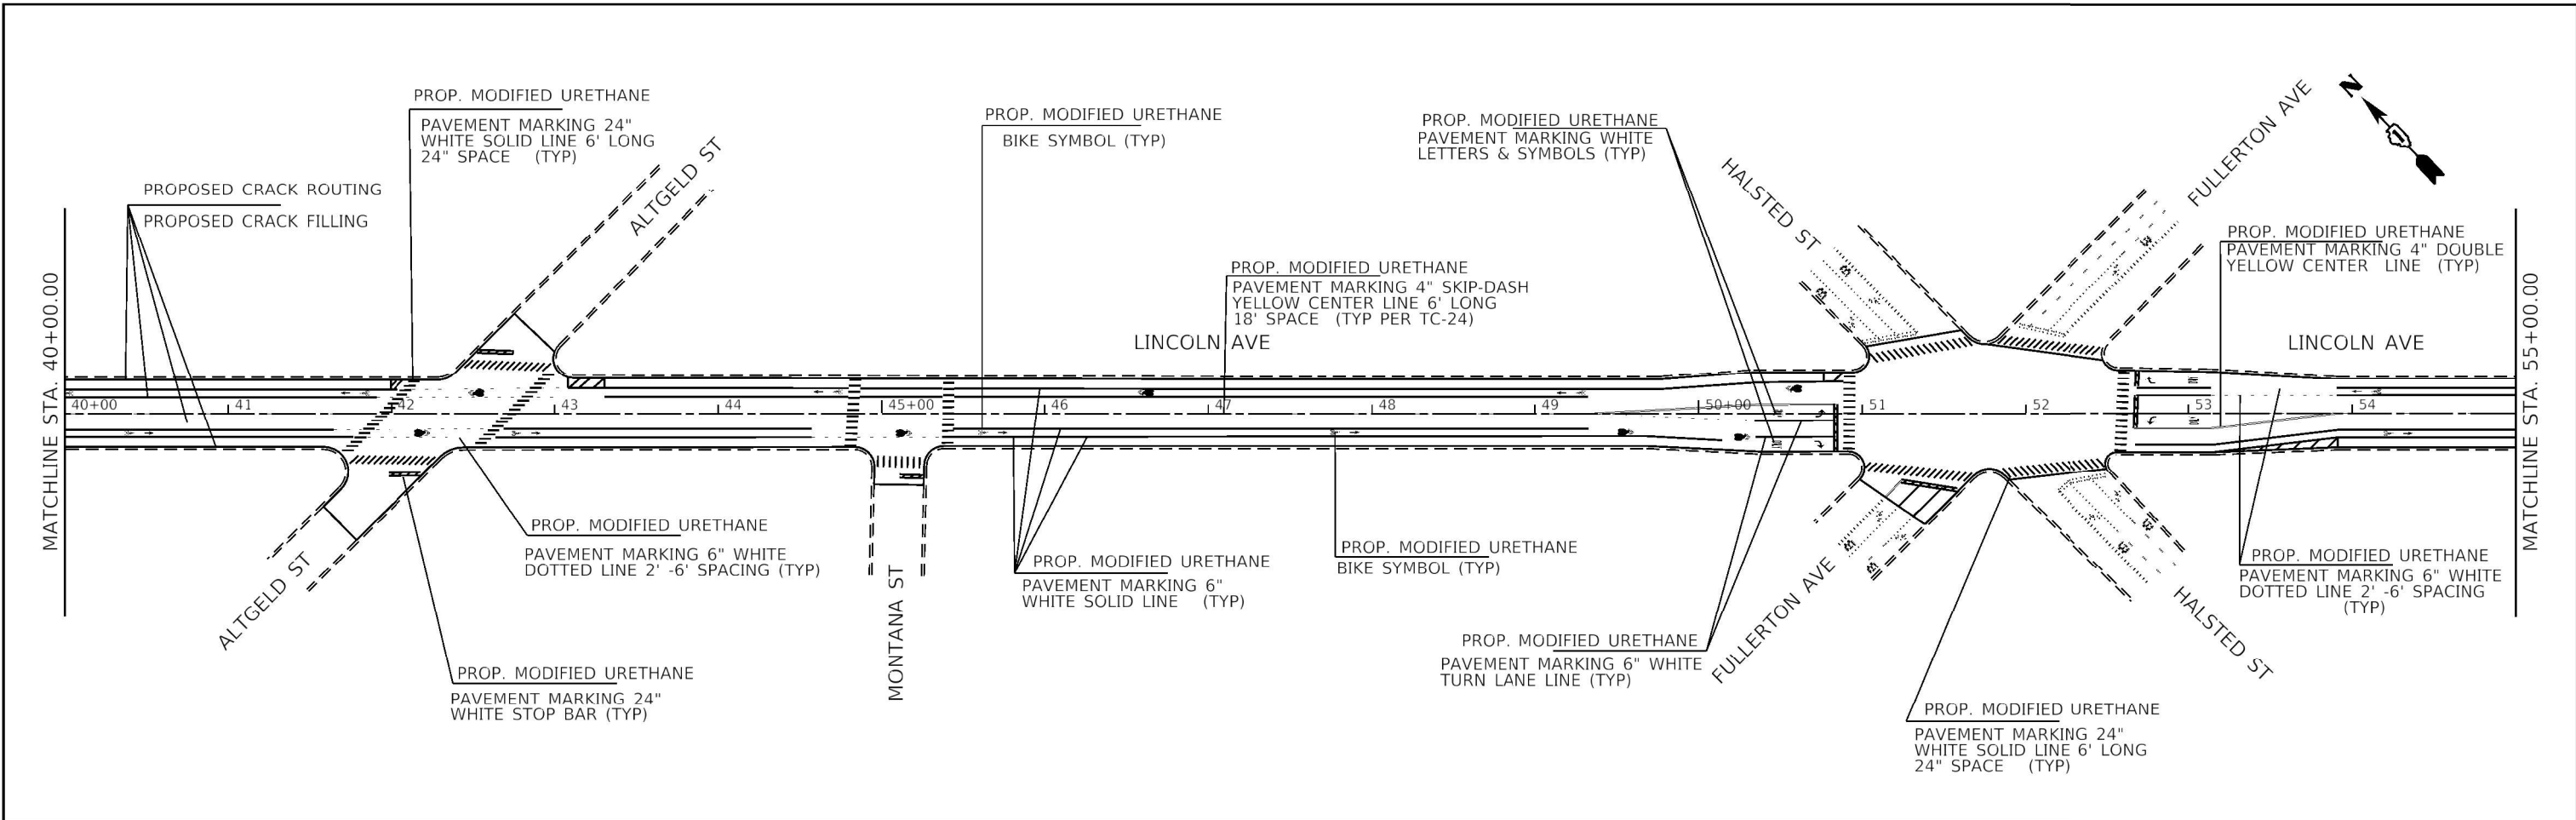 PROP. MODIFIED URETHANE
PAVEMENT MARKING 24"
WHITE SOLID LINE 6' LONG
24" SPACE (TYP)
PROPOSED CRACK ROUTING
PROPOSED CRACK FILLING
ALTGELD ST
PROP. MODIFIED URETHANE
BIKE SYMBOL (TYP)
PROP. MODIFIED URETHANE
PAVEMENT MARKING 4" SKIP-DASH
YELLOW CENTER LINE 6' LONG
18' SPACE (TYP PER TC-24)
LINCOLN AVE
PROP. MODIFIED URETHANE
PAVEMENT MARKING WHITE
LETTERS & SYMBOLS (TYP)
HALSTED ST
FULLERTON AVE
N
PROP. MODIFIED URETHANE
PAVEMENT MARKING 4" DOUBLE
YELLOW CENTER LINE (TYP)
LINCOLN AVE
MATCHLINE STA. 40+00.00
MATCHLINE STA. 55+00.00
40+00
41
42
43
44
45+00
46
47
48
49
50+00
51
52
53
54
ALTGELD ST
PROP. MODIFIED URETHANE
PAVEMENT MARKING 6" WHITE
DOTTED LINE 2' -6' SPACING (TYP)
PROP. MODIFIED URETHANE
PAVEMENT MARKING 24"
WHITE STOP BAR (TYP)
MONTANA ST
PROP. MODIFIED URETHANE
PAVEMENT MARKING 6"
WHITE SOLID LINE (TYP)
PROP. MODIFIED URETHANE
BIKE SYMBOL (TYP)
PROP. MODIFIED URETHANE
PAVEMENT MARKING 6" WHITE
TURN LANE LINE (TYP)
FULLERTON AVE
HALSTED ST
PROP. MODIFIED URETHANE
PAVEMENT MARKING 6" WHITE
DOTTED LINE 2' -6' SPACING
(TYP)
PROP. MODIFIED URETHANE
PAVEMENT MARKING 24"
WHITE SOLID LINE 6' LONG
24" SPACE (TYP)